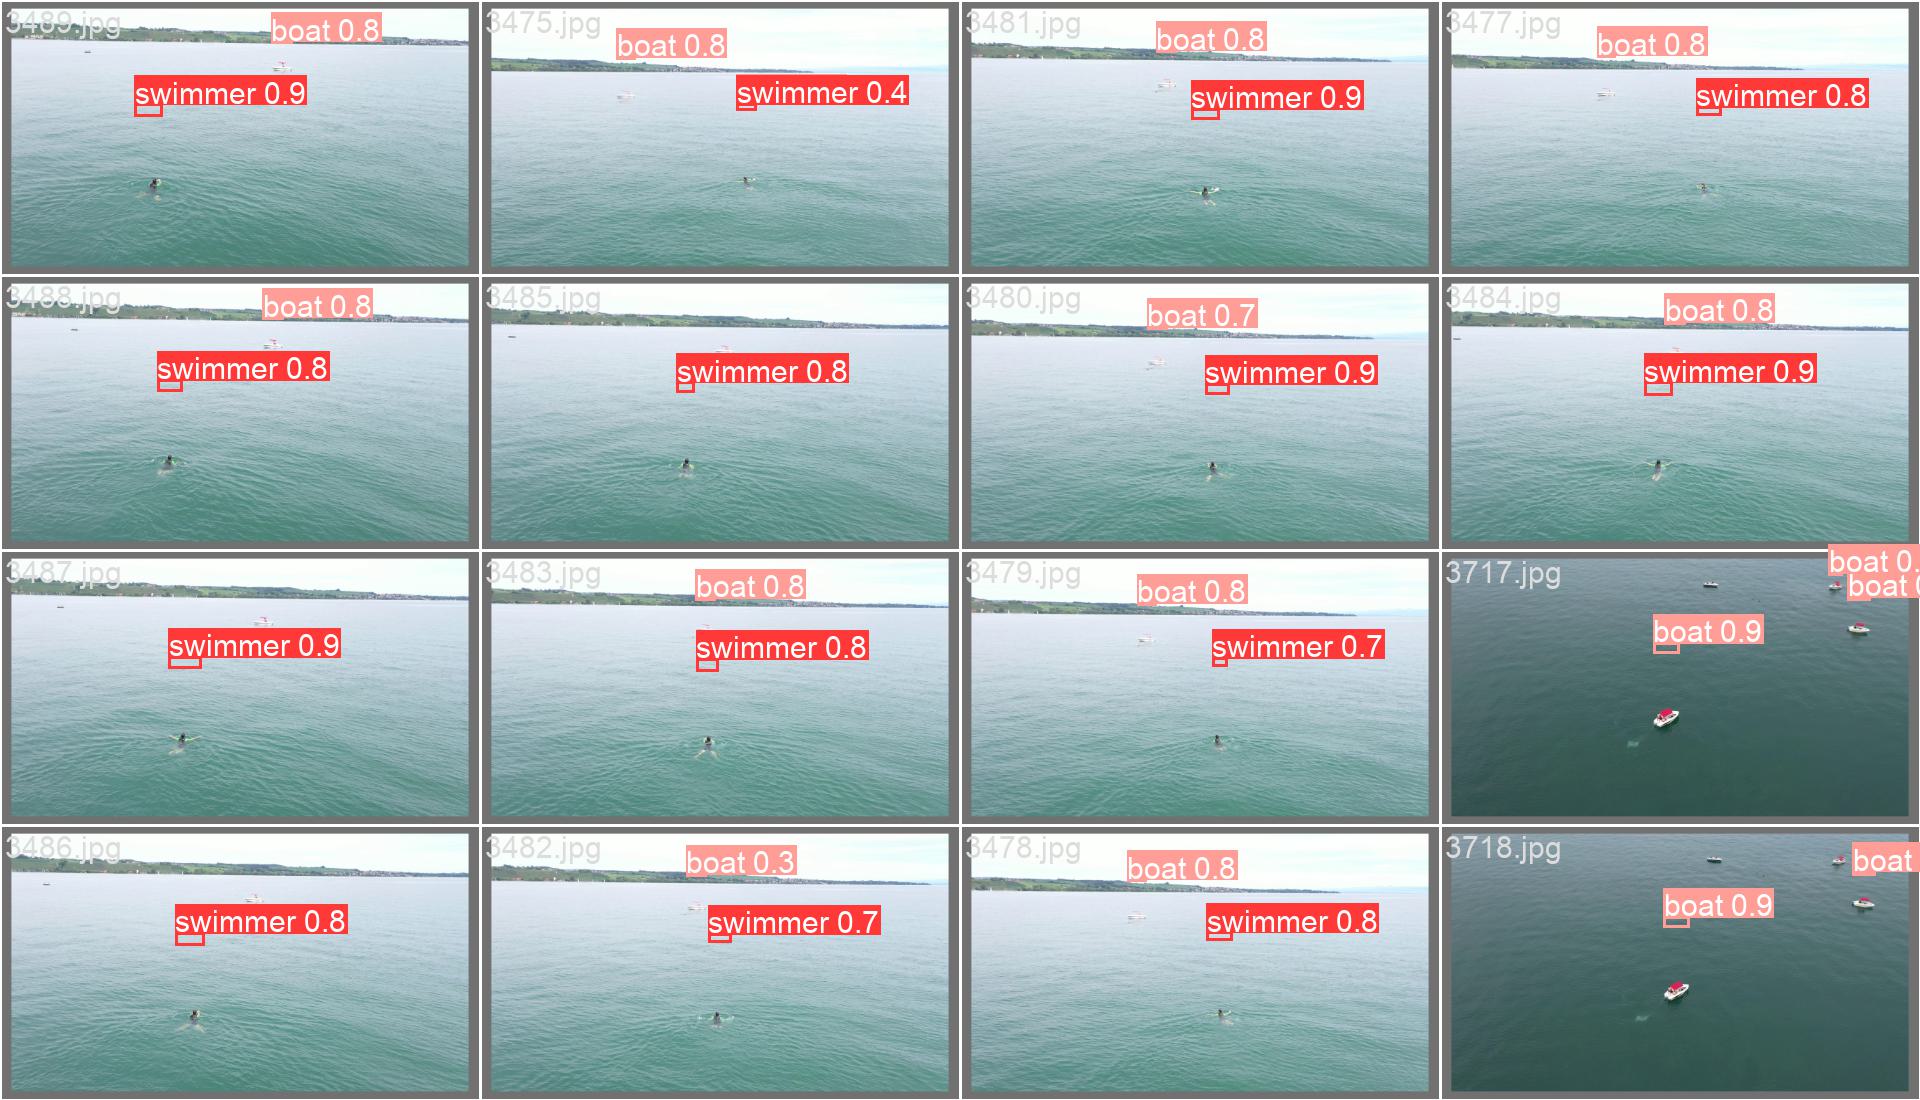 3489.jpg
boat 0.8
swimmer 0.9
3475.jpg
boat 0.8
swimmer 0.4
3481.jpg
boat 0.8
swimmer 0.9
3477.jpg
boat 0.8
swimmer 0.8
3488.jpg
boat 0.8
swimmer 0.8
3485.jpg
swimmer 0.8
3480.jpg
boat 0.7
swimmer 0.9
3484.jpg
boat 0.8
swimmer 0.9
3487.jpg
swimmer 0.9
3483.jpg
boat 0.8
swimmer 0.8
3479.jpg
boat 0.8
swimmer 0.7
3717.jpg
boat 0.
boat
boat 0.9
3486.jpg
swimmer 0.8
3482.jpg
boat 0.3
swimmer 0.7
3478.jpg
boat 0.8
swimmer 0.8
3718.jpg
boat
boat 0.9